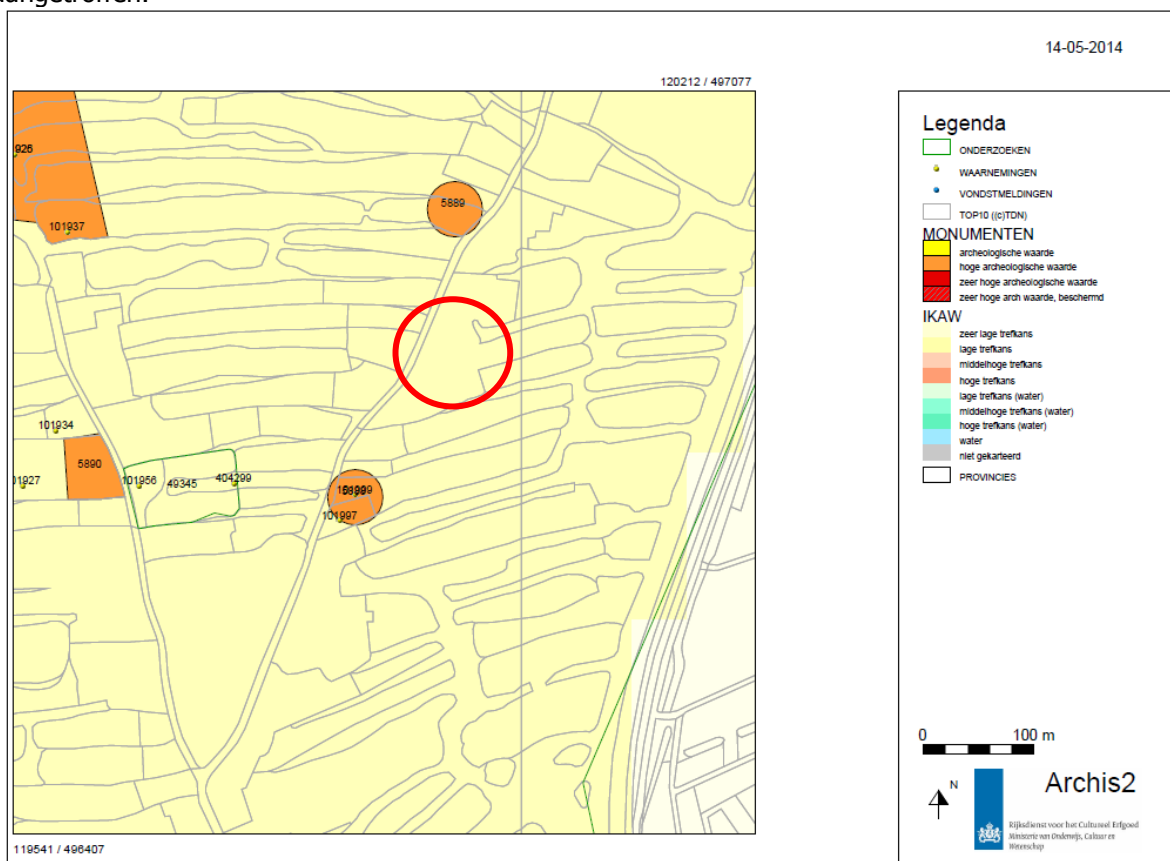 aangetroffen.
14-05-2014
120212 / 497077
926
101937
5889
101934
5890
01927
101956
49345
404299
101997
119541 / 496407
Legenda
ONDERZOEKEN
WAARNEMINGEN
VONDSTMELDINGEN
TOP10 ((c)TDN)
MONUMENTEN
archeologische waarde
hoge archeologische waarde
zeer hoge archeologische waarde
zeer hoge arch waarde, beschermd
IKAW
zeer lage trefkans
lage trefkans
middelhoge trefkans
hoge trefkans
lage trefkans (water)
middelhoge trefkans (water)
hoge trefkans (water)
water
niet gekarteerd
PROVINCIES
0 100 m
N
Archis2
Rijksdienst voor het Cultureel Erfgoed
Ministerie van Onderwijs, Cultuur en
Wetenschap